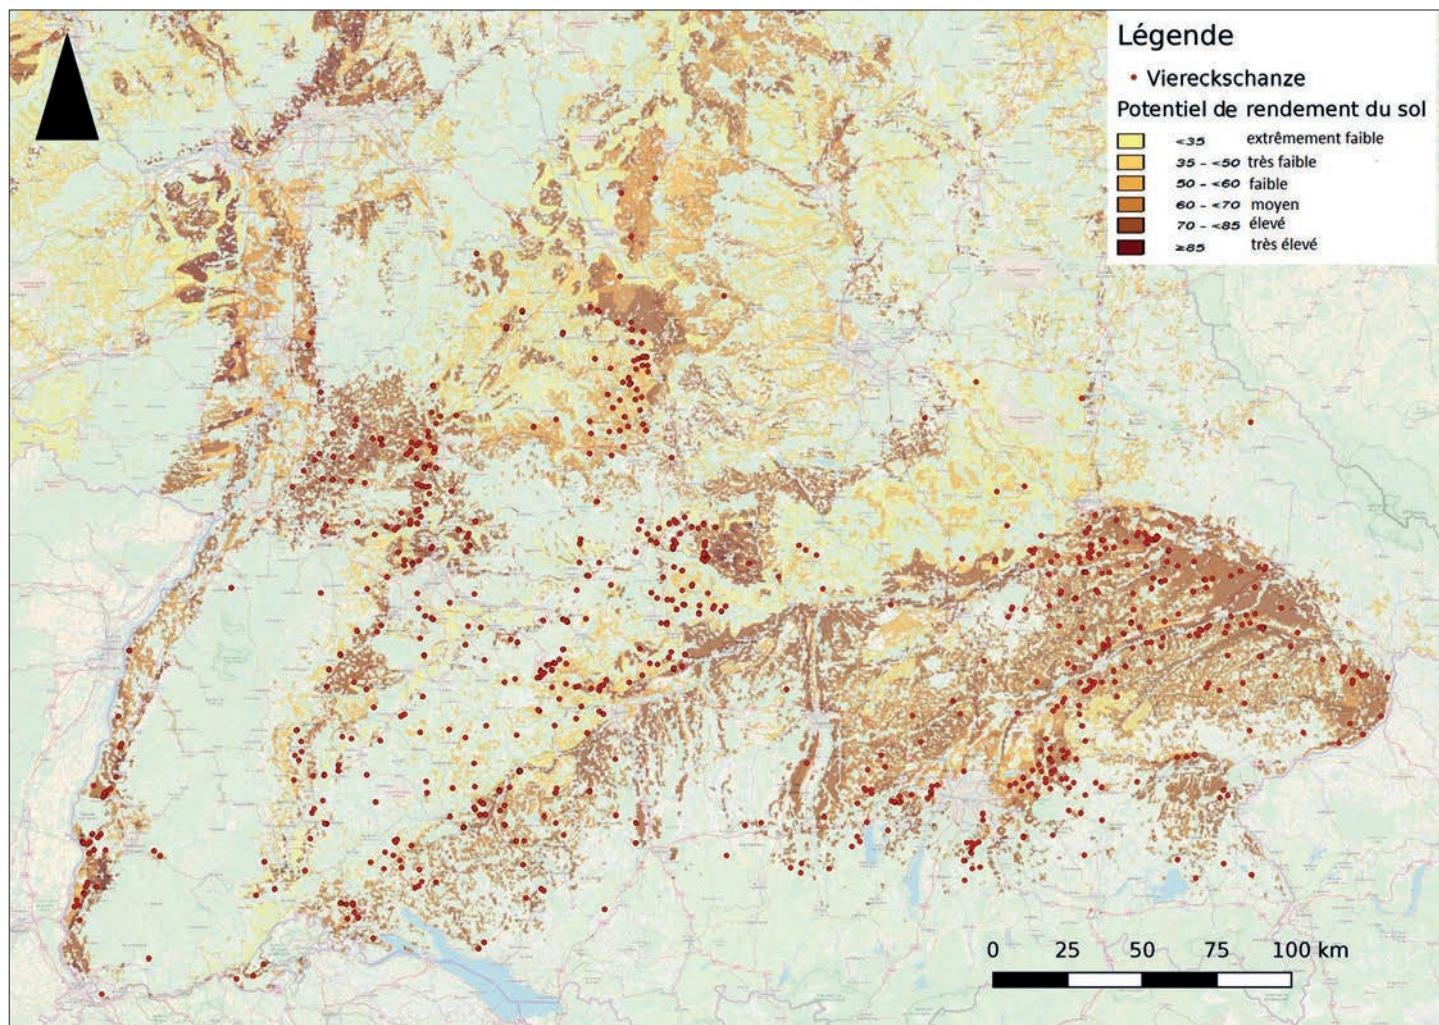 Légende
Viereckschanze
Potentiel de rendement du sol
<35 extrêmement faible
35 - <50 très faible
50 - <60 faible
60 - <70 moyen
70 - <85 élevé
≥85 très élevé
0 25 50 75 100 km